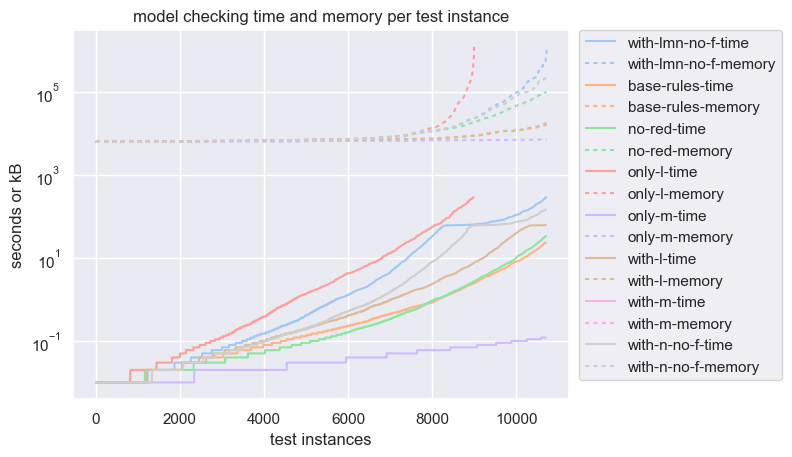 model checking time and memory per test instance
seconds or kB
10^5
10^3
10^1
10^-1
0
2000
4000
6000
8000
10000
test instances
with-lmn-no-f-time
with-lmn-no-f-memory
base-rules-time
base-rules-memory
no-red-time
no-red-memory
only-l-time
only-l-memory
only-m-time
only-m-memory
with-l-time
with-l-memory
with-m-time
with-m-memory
with-n-no-f-time
with-n-no-f-memory